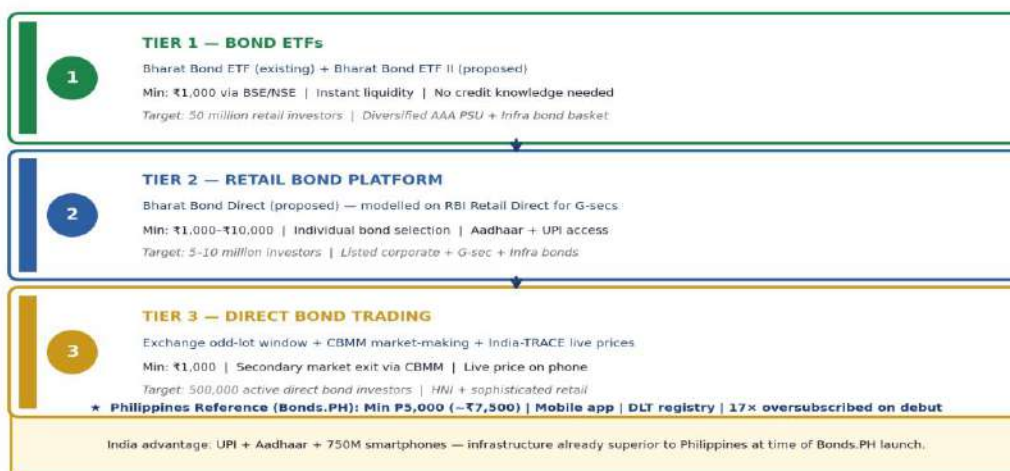 TIER 1 — BOND ETFs
1
Bharat Bond ETF (existing) + Bharat Bond ETF II (proposed)
Min: ₹1,000 via BSE/NSE | Instant liquidity | No credit knowledge needed
Target: 50 million retail investors | Diversified AAA PSU + Infra bond basket
TIER 2 — RETAIL BOND PLATFORM
2
Bharat Bond Direct (proposed) — modelled on RBI Retail Direct for G-secs
Min: ₹1,000–₹10,000 | Individual bond selection | Aadhaar + UPI access
Target: 5–10 million investors | Listed corporate + G-sec + Infra bonds
TIER 3 — DIRECT BOND TRADING
3
Exchange odd-lot window + CBMM market-making + India-TRACE live prices
Min: ₹1,000 | Secondary market exit via CBMM | Live price on phone
Target: 500,000 active direct bond investors | HNI + sophisticated retail
★ Philippines Reference (Bonds.PH): Min ₱5,000 (~₹7,500) | Mobile app | DLT registry | 17× oversubscribed on debut
India advantage: UPI + Aadhaar + 750M smartphones — infrastructure already superior to Philippines at time of Bonds.PH launch.